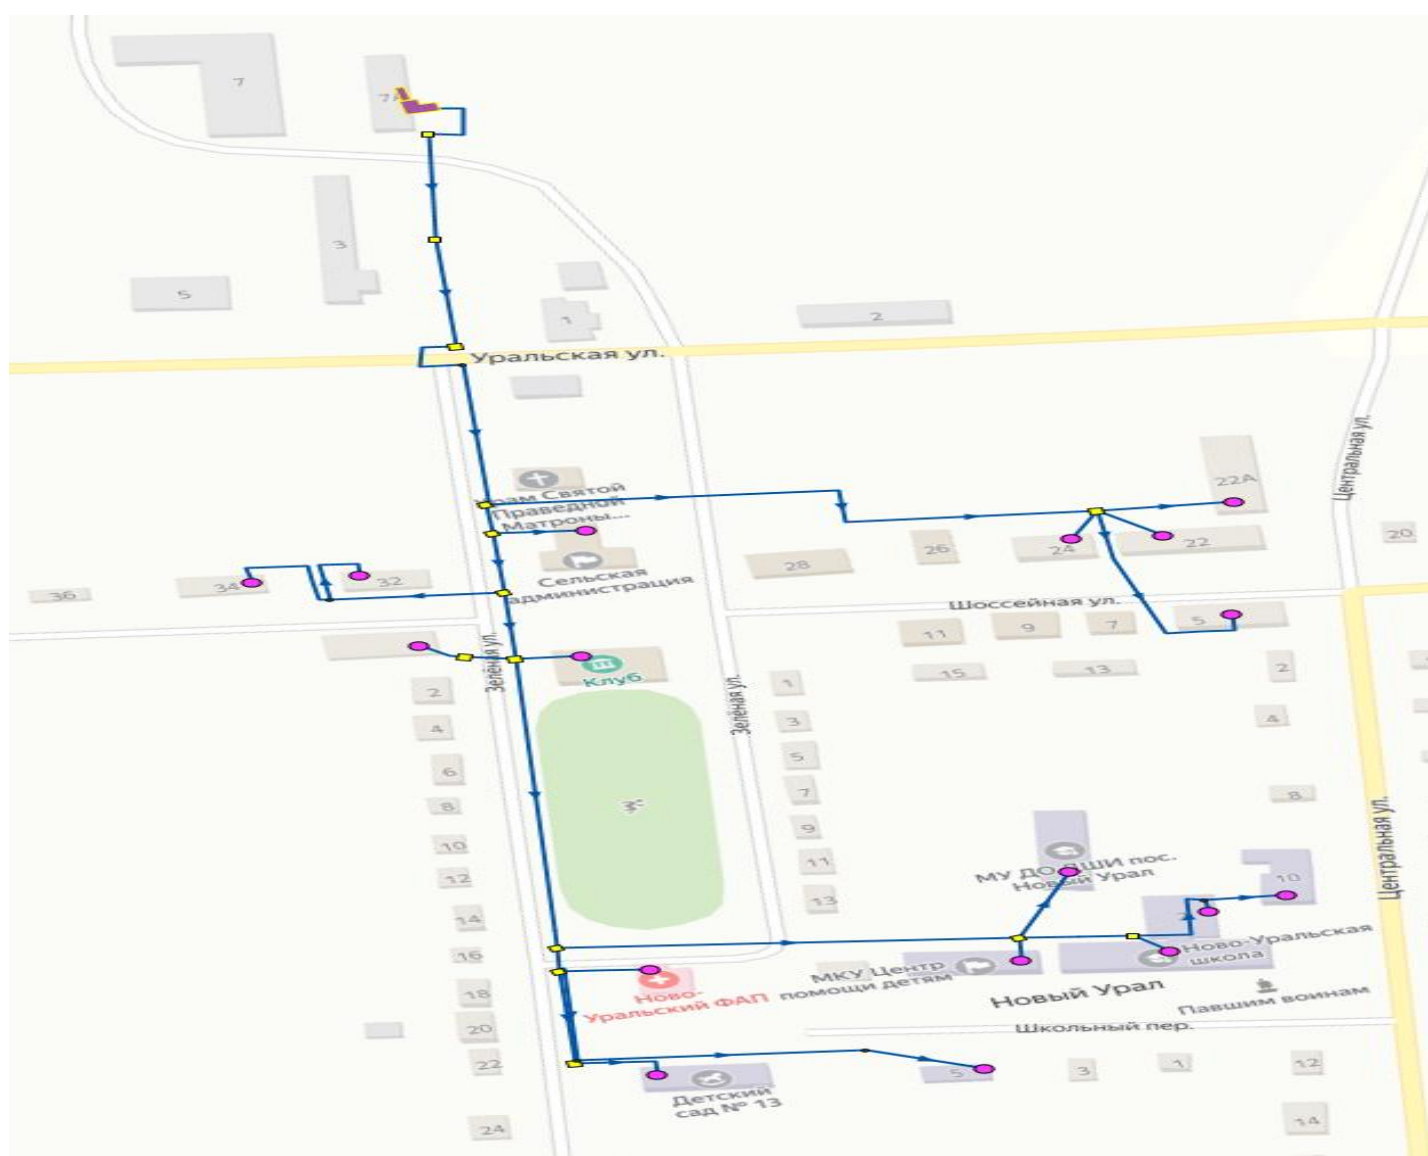 7
7А
3
5
1
2
Уральская ул.
Центральная ул.
22А
Храм Святой
Праведной
Матроны...
20
26
24
22
28
Сельская
администрация
36
34
32
Шоссейная ул.
5
11
9
7
Зелёная ул.
Клуб
15
13
2
2
1
Зелёная ул.
4
3
4
5
6
7
8
8
9
10
11
МУ ДО ДШИ пос.
Новый Урал
12
10
Центральная ул.
13
14
16
Ново-Уральская
школа
МКУ Центр
помощи детям
Ново-
Уральский ФАП
18
Новый Урал
Павшим воинам
20
Школьный пер.
22
5
3
1
12
Детский
сад № 13
24
14